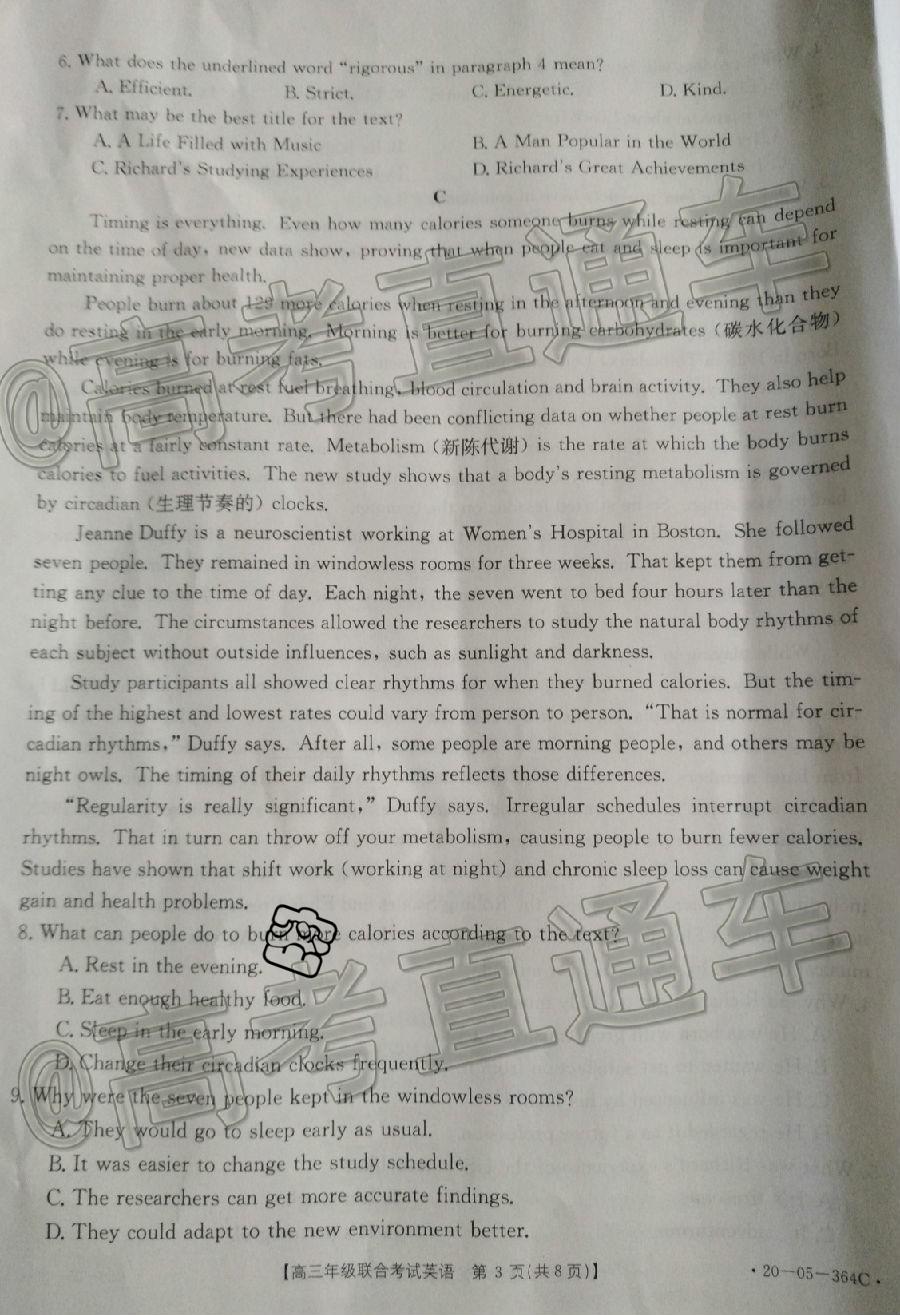 6. What does the underlined word “rigorous” in paragraph 4 mean?
A. Efficient. B. Strict. C. Energetic. D. Kind.
7. What may be the best title for the text?
A. A Life Filled with Music B. A Man Popular in the World
C. Richard's Studying Experiences D. Richard's Great Achievements
C
Timing is everything. Even how many calories someone burns while resting can depend
on the time of day, new data show, proving that when people eat and sleep is important for
maintaining proper health.
People burn about 129 more calories when resting in the afternoon and evening than they
do resting in the early morning. Morning is better for burning carbohydrates (碳水化合物)
while evening is for burning fats.
Calories burned at rest fuel breathing, blood circulation and brain activity. They also help
maintain body temperature. But there had been conflicting data on whether people at rest burn
calories at a fairly constant rate. Metabolism (新陈代谢) is the rate at which the body burns
calories to fuel activities. The new study shows that a body's resting metabolism is governed
by circadian (生理节奏的) clocks.
Jeanne Duffy is a neuroscientist working at Women's Hospital in Boston. She followed
seven people. They remained in windowless rooms for three weeks. That kept them from get-
ting any clue to the time of day. Each night, the seven went to bed four hours later than the
night before. The circumstances allowed the researchers to study the natural body rhythms of
each subject without outside influences, such as sunlight and darkness.
Study participants all showed clear rhythms for when they burned calories. But the tim-
ing of the highest and lowest rates could vary from person to person. “That is normal for cir-
cadian rhythms,” Duffy says. After all, some people are morning people, and others may be
night owls. The timing of their daily rhythms reflects those differences.
“Regularity is really significant,” Duffy says. Irregular schedules interrupt circadian
rhythms. That in turn can throw off your metabolism, causing people to burn fewer calories.
Studies have shown that shift work (working at night) and chronic sleep loss can cause weight
gain and health problems.
8. What can people do to burn more calories according to the text?
A. Rest in the evening.
B. Eat enough healthy food.
C. Sleep in the early morning.
D. Change their circadian clocks frequently.
9. Why were the seven people kept in the windowless rooms?
A. They would go to sleep early as usual.
B. It was easier to change the study schedule.
C. The researchers can get more accurate findings.
D. They could adapt to the new environment better.
【高三年级联合考试英语 第 3 页(共 8 页)】 ·20—05—364C·
@高考直通车
@高考直通车